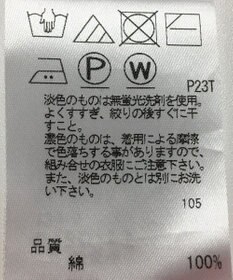 P W
P23T
淡色のものは無蛍光洗剤を使用。
よくすすぎ、絞りの後すぐに干
すこと。
濃色のものは、着用による摩擦
で色落ちする事がありますので、
組み合せの衣服にご注意下さい。
また、淡色のものとは別にお洗
い下さい。
105
品質
綿 100%